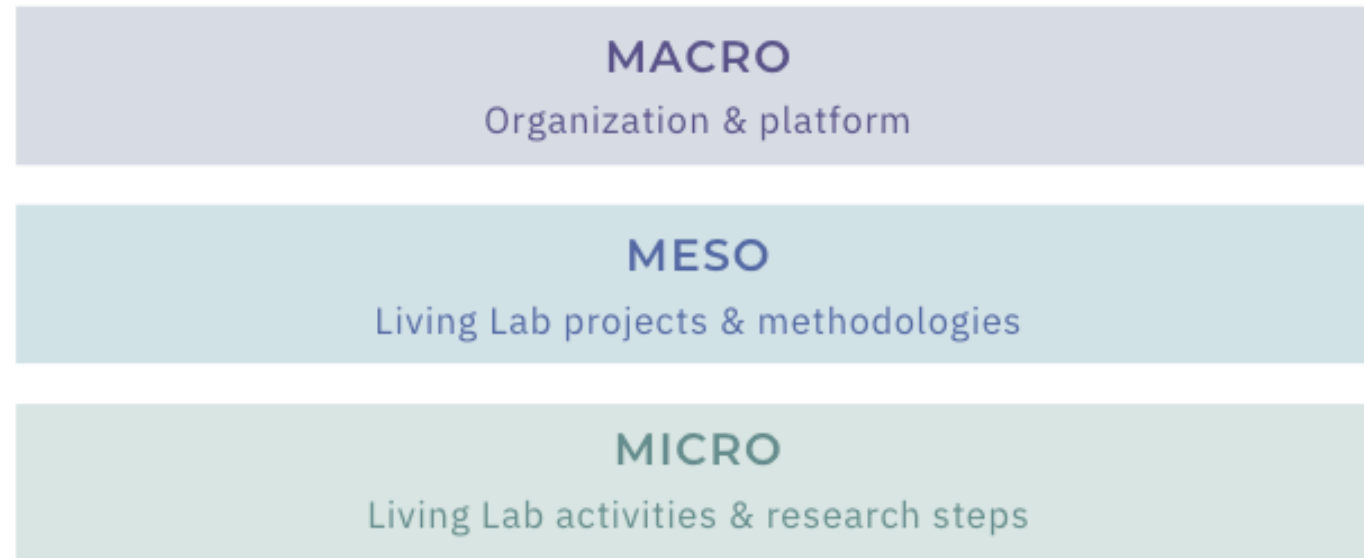 MACRO
Organization & platform
MESO
Living Lab projects & methodologies
MICRO
Living Lab activities & research steps